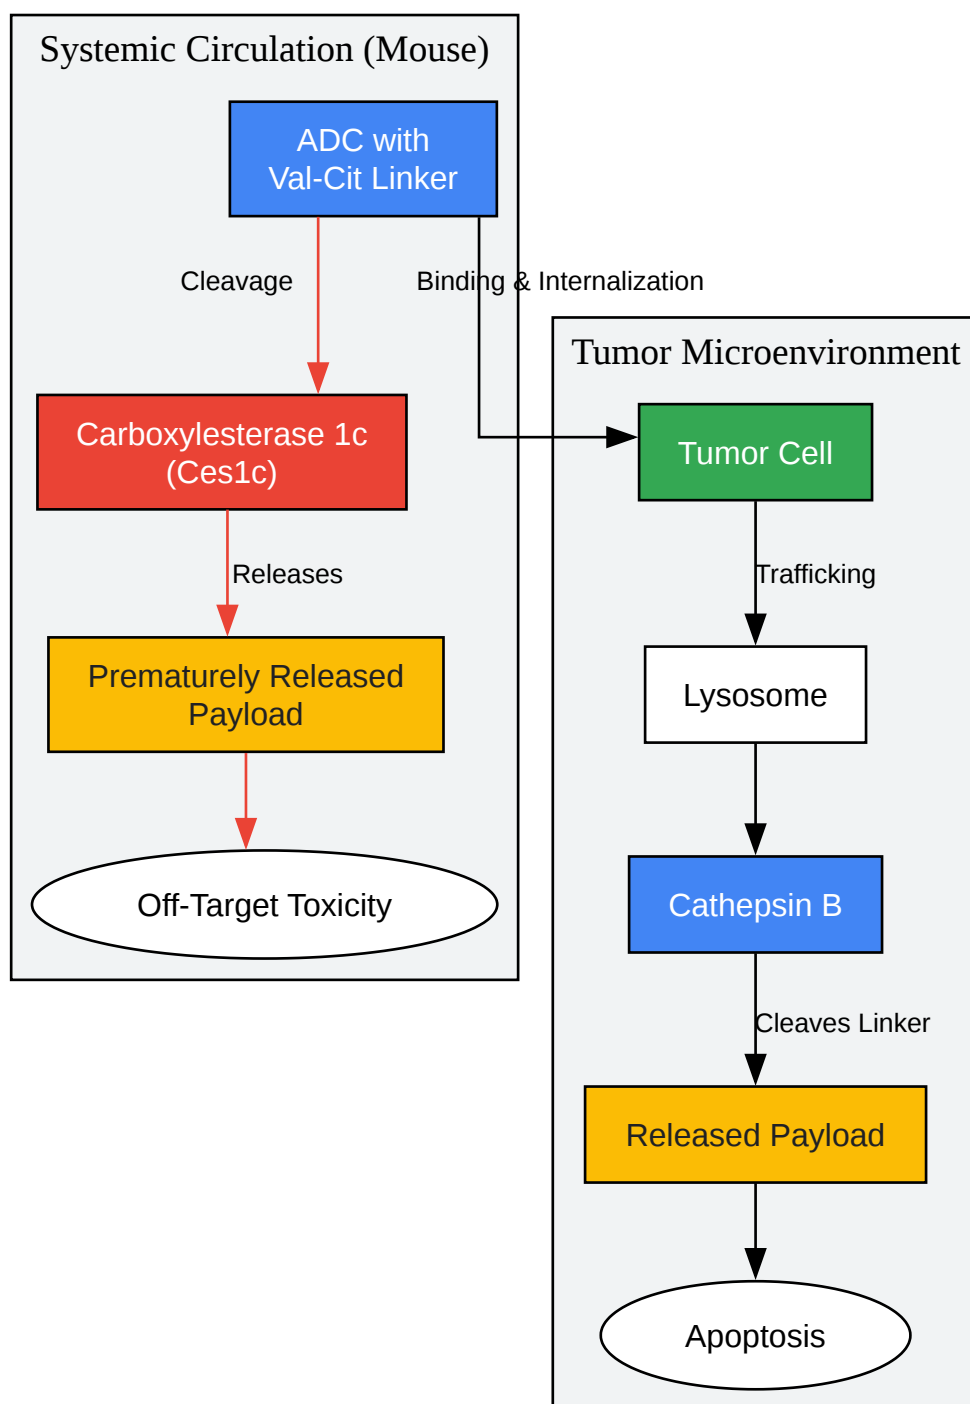 Systemic Circulation (Mouse)
ADC with
Val-Cit Linker
Cleavage
Binding & Internalization
Carboxylesterase 1c
(Ces1c)
Releases
Prematurely Released
Payload
Off-Target Toxicity
Tumor Microenvironment
Tumor Cell
Trafficking
Lysosome
Cathepsin B
Cleaves Linker
Released Payload
Apoptosis